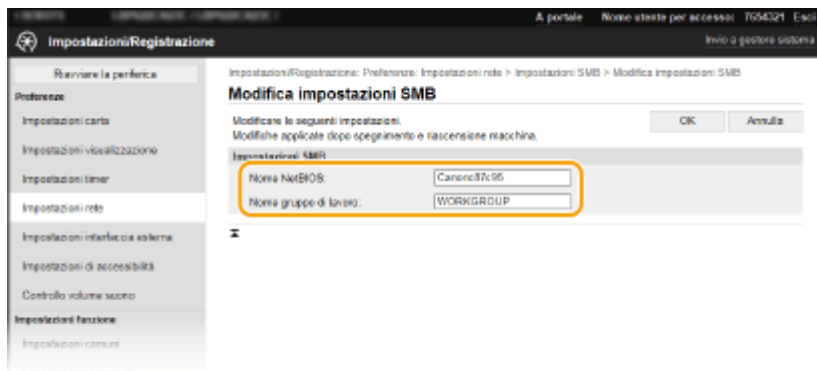 A portale Nome utente per accesso: 7654321 Esci
Impostazioni/Registrazione
Invio a gestore sistema
Riavviare la periferica
Preferenze
Impostazioni carta
Impostazioni visualizzazione
Impostazioni timer
Impostazioni rete
Impostazioni interfaccia esterna
Impostazioni di accessibilità
Controllo volume suono
Impostazioni funzione
Impostazioni comuni
Impostazioni/Registrazione: Preferenze: Impostazioni rete > Impostazioni SMB > Modifica impostazioni SMB
Modifica impostazioni SMB
Modificare le seguenti impostazioni.
Modifiche applicate dopo spegnimento e riaccensione macchina.
OK Annulla
Impostazioni SMB
Nome NetBIOS: Canonc87c95
Nome gruppo di lavoro: WORKGROUP